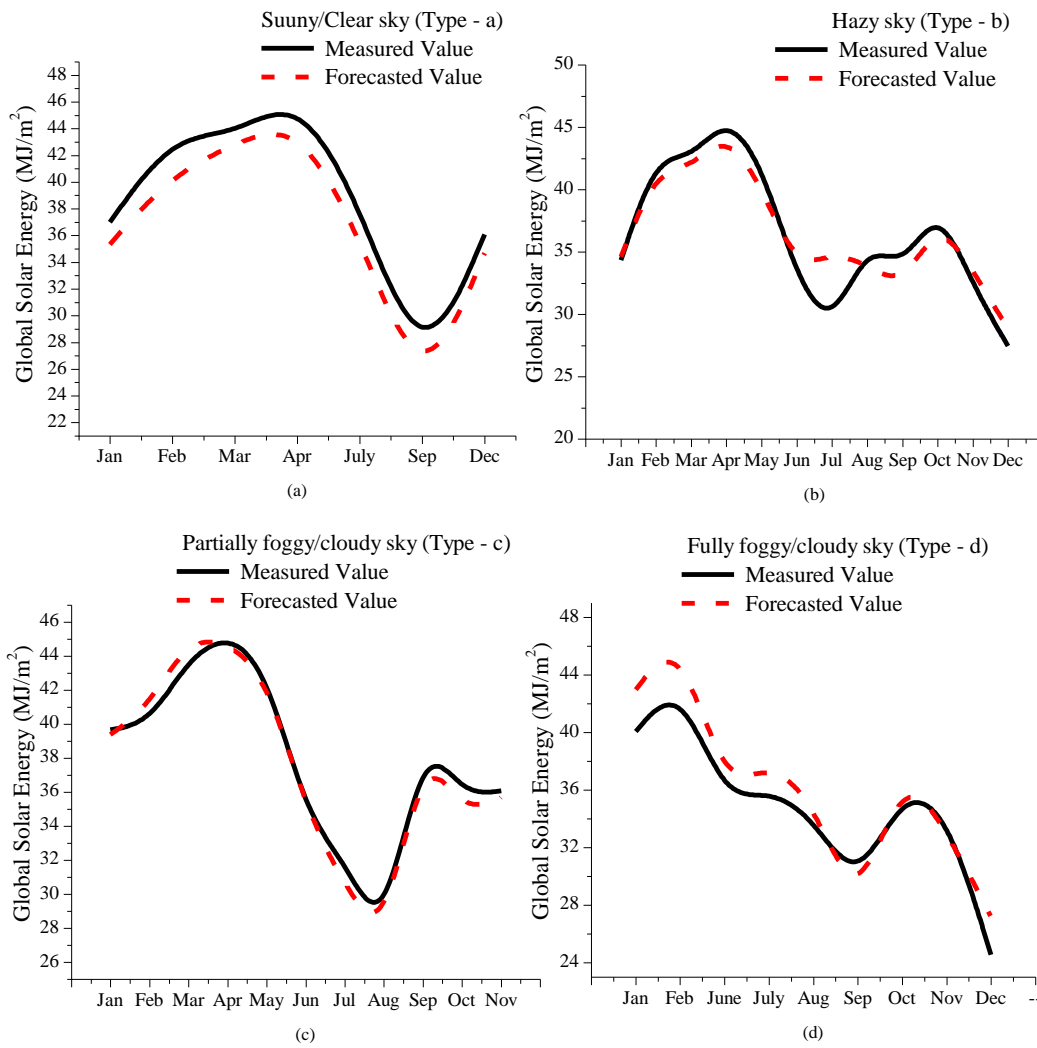 Suuny/Clear sky (Type - a)
Measured Value
Forecasted Value
Global Solar Energy (MJ/m²)
48
46
44
42
40
38
36
34
32
30
28
26
24
22
Jan Feb Mar Apr July Sep Dec
(a)
Hazy sky (Type - b)
Measured Value
Forecasted Value
Global Solar Energy (MJ/m²)
50
45
40
35
30
25
20
Jan Feb Mar Apr May Jun Jul Aug Sep Oct Nov Dec
(b)
Partially foggy/cloudy sky (Type - c)
Measured Value
Forecasted Value
Global Solar Energy (MJ/m²)
46
44
42
40
38
36
34
32
30
28
26
Jan Feb Mar Apr May Jun Jul Aug Sep Oct Nov
(c)
Fully foggy/cloudy sky (Type - d)
Measured Value
Forecasted Value
Global Solar Energy (MJ/m²)
48
44
40
36
32
28
24
Jan Feb June July Aug Sep Oct Nov Dec --
(d)